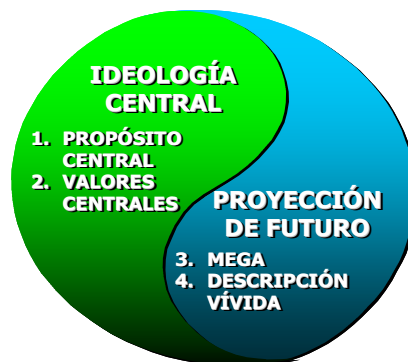 IDEOLOGÍA
CENTRAL
1. PROPÓSITO
CENTRAL
2. VALORES
CENTRALES
PROYECCIÓN
DE FUTURO
3. MEGA
4. DESCRIPCIÓN
VÍVIDA